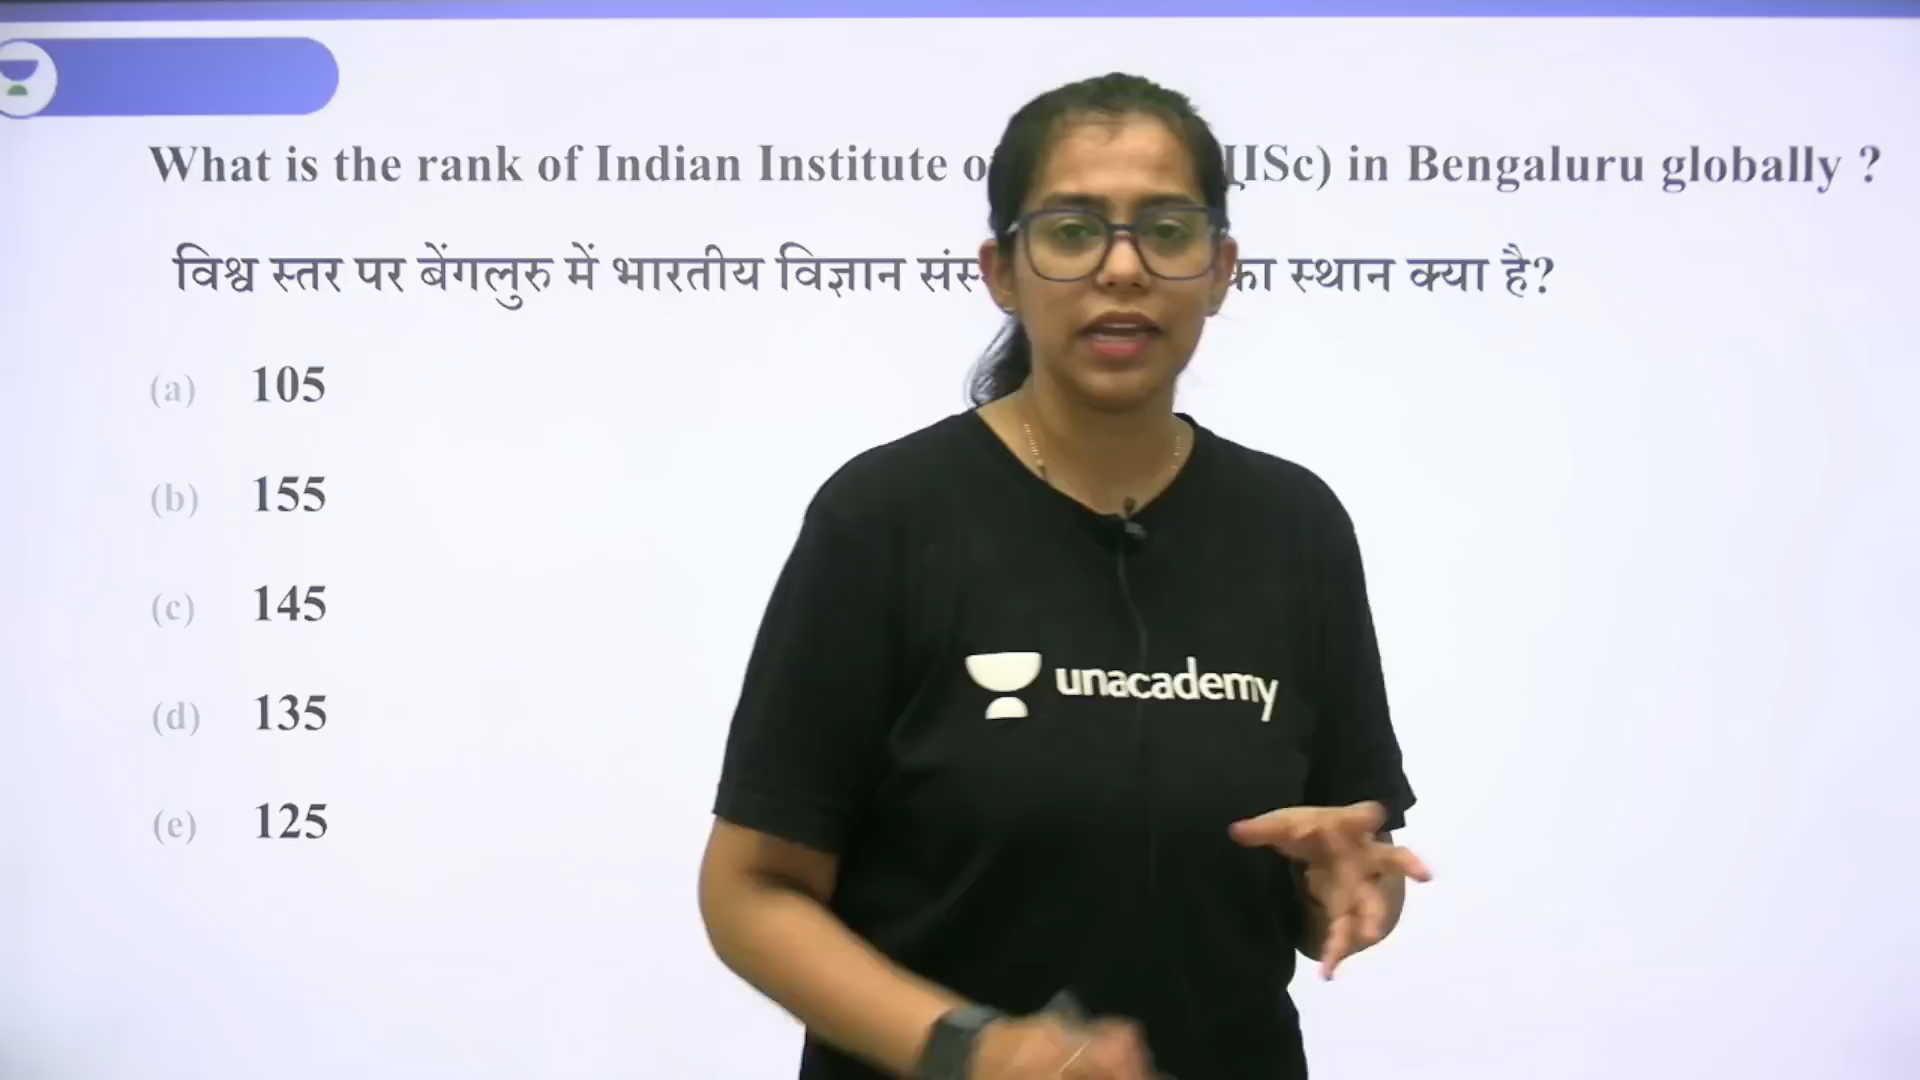 What is the rank of Indian Institute (IISc) in Bengaluru globally ?
विश्व स्तर पर बेंगलुरु में भारतीय विज्ञान का स्थान क्या है?
(a) 105
(b) 155
(c) 145
(d) 135
(e) 125
unacademy